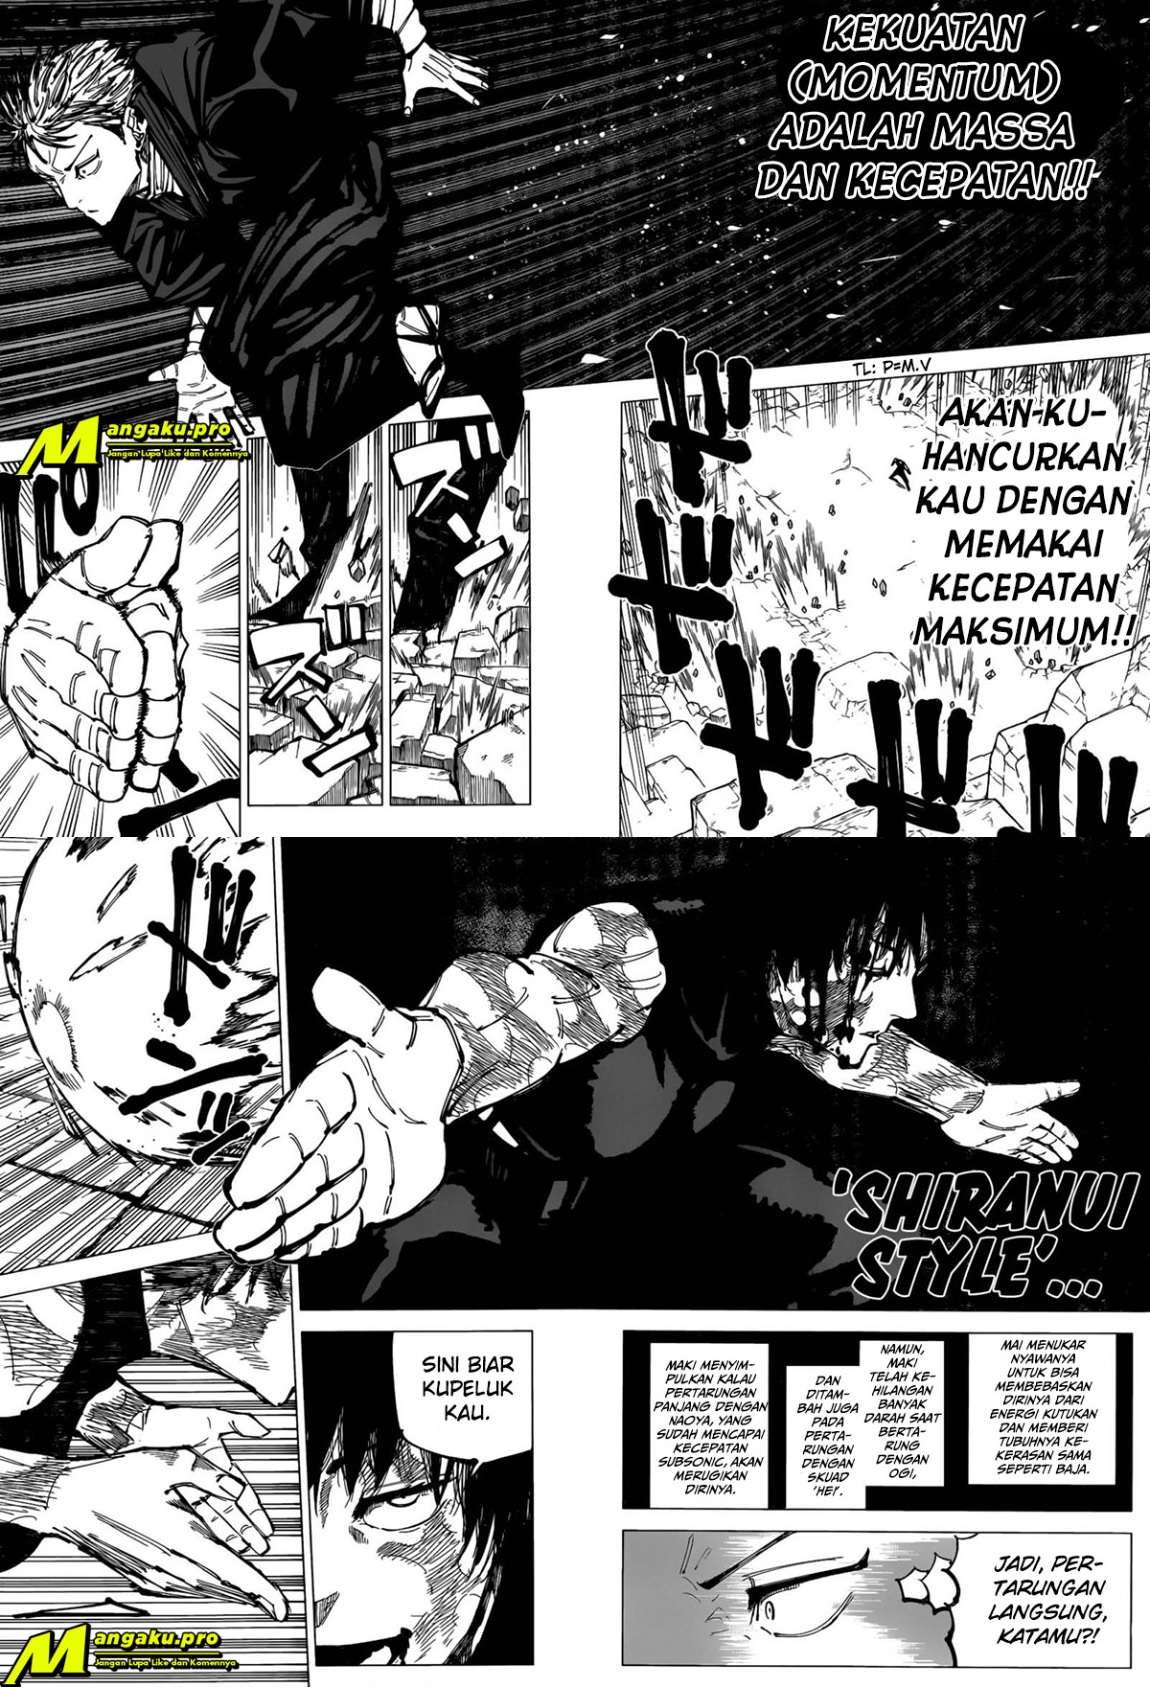 KEKUATAN
(MOMENTUM)
ADALAH MASSA
DAN KECEPATAN!!
TL: P=M.V
AKAN-KU-
HANCURKAN
KAU DENGAN
MEMAKAI
KECEPATAN
MAKSIMUM!!
Mangaku.pro
Jangan Lupa Like dan Komennya
'SHIRANUI
STYLE'...
MAI MENUKAR
NYAWANYA
UNTUK BISA
MEMBEBASKAN
DIRINYA DARI
ENERGI KUTUKAN
DAN MEMBERI
TUBUHNYA KE-
KERASAN SAMA
SEPERTI BAJA.
NAMUN,
MAKI
TELAH KE-
HILANGAN
BANYAK
DARAH SAAT
BERTA-
RUNG
DENGAN
OGI,
DAN
DITAM-
BAH JUGA
PADA
PERTA-
RUNGAN
DENGAN
SKUAD
'HEI'.
MAKI MENYIM-
PULKAN KALAU
PERTARUNGAN
PANJANG DENGAN
NAOYA, YANG
SUDAH MENCAPAI
KECEPATAN
SUBSONIC, AKAN
MERUGIKAN
DIRINYA.
JADI, PER-
TARUNGAN
LANGSUNG,
KATAMU?!
SINI BIAR
KUPELUK
KAU.
Mangaku.pro
Jangan Lupa Like dan Komennya